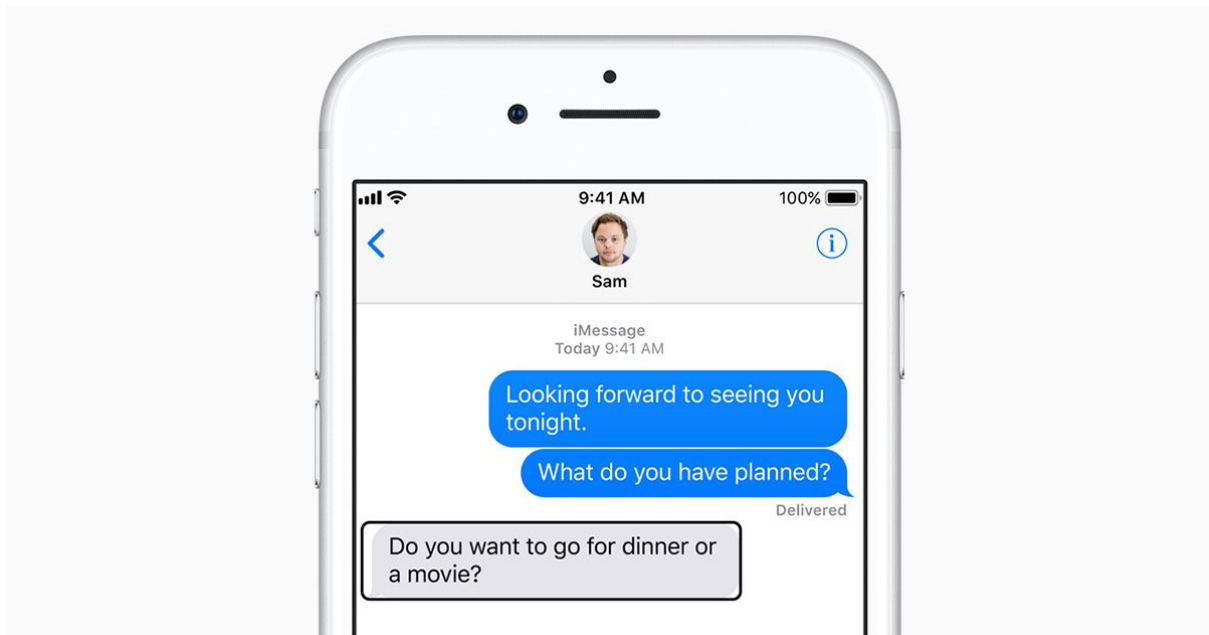 9:41 AM
100%
Sam
iMessage
Today 9:41 AM
Looking forward to seeing you
tonight.
What do you have planned?
Delivered
Do you want to go for dinner or
a movie?